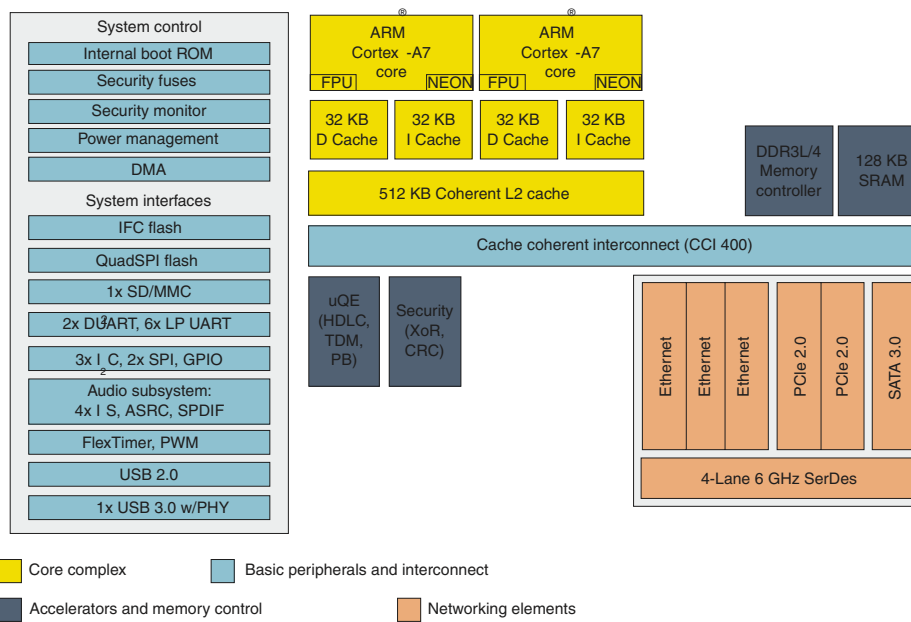 System control
Internal boot ROM
Security fuses
Security monitor
Power management
DMA
System interfaces
IFC flash
QuadSPI flash
1x SD/MMC
2x DUART, 6x LP UART
3x I2C, 2x SPI, GPIO
Audio subsystem:
4x I2S, ASRC, SPDIF
FlexTimer, PWM
USB 2.0
1x USB 3.0 w/PHY
ARM®
Cortex -A7
core
FPU
NEON
ARM®
Cortex -A7
core
FPU
NEON
32 KB
D Cache
32 KB
I Cache
32 KB
D Cache
32 KB
I Cache
512 KB Coherent L2 cache
DDR3L/4
Memory
controller
128 KB
SRAM
Cache coherent interconnect (CCI 400)
uQE
(HDLC,
TDM,
PB)
Security
(XoR,
CRC)
Ethernet
Ethernet
Ethernet
PCIe 2.0
PCIe 2.0
SATA 3.0
4-Lane 6 GHz SerDes
Core complex
Basic peripherals and interconnect
Accelerators and memory control
Networking elements